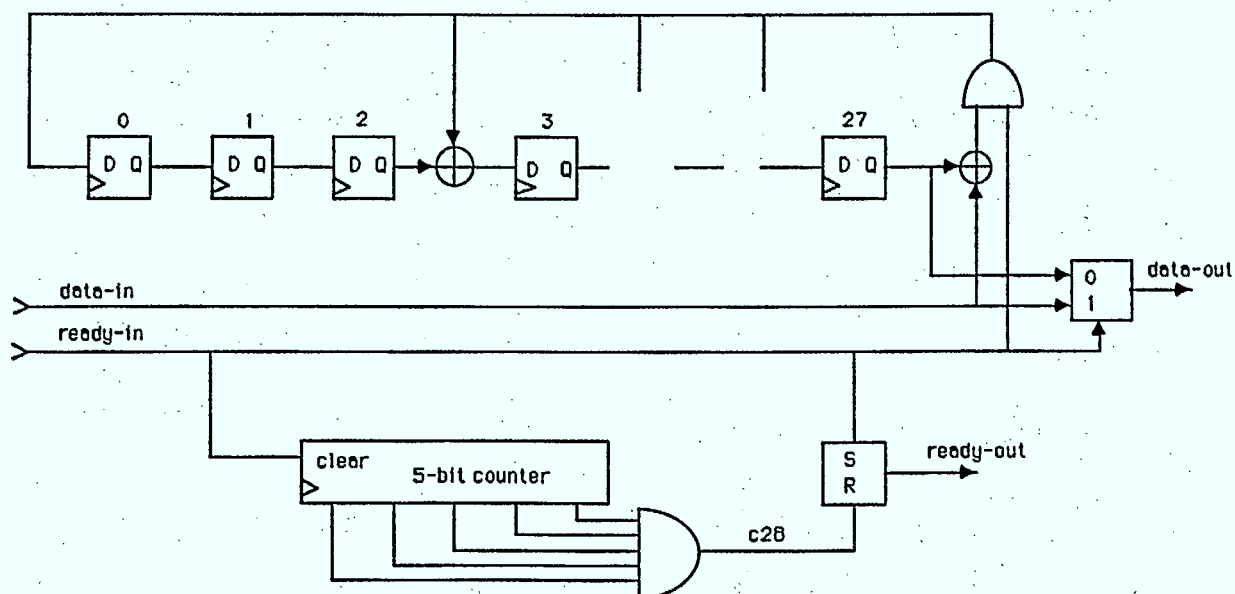 0 1 2 3 27
D Q D Q D Q D Q D Q
0 data-out
data-in
1
ready-in
clear
5-bit counter
S
ready-out
R
c28